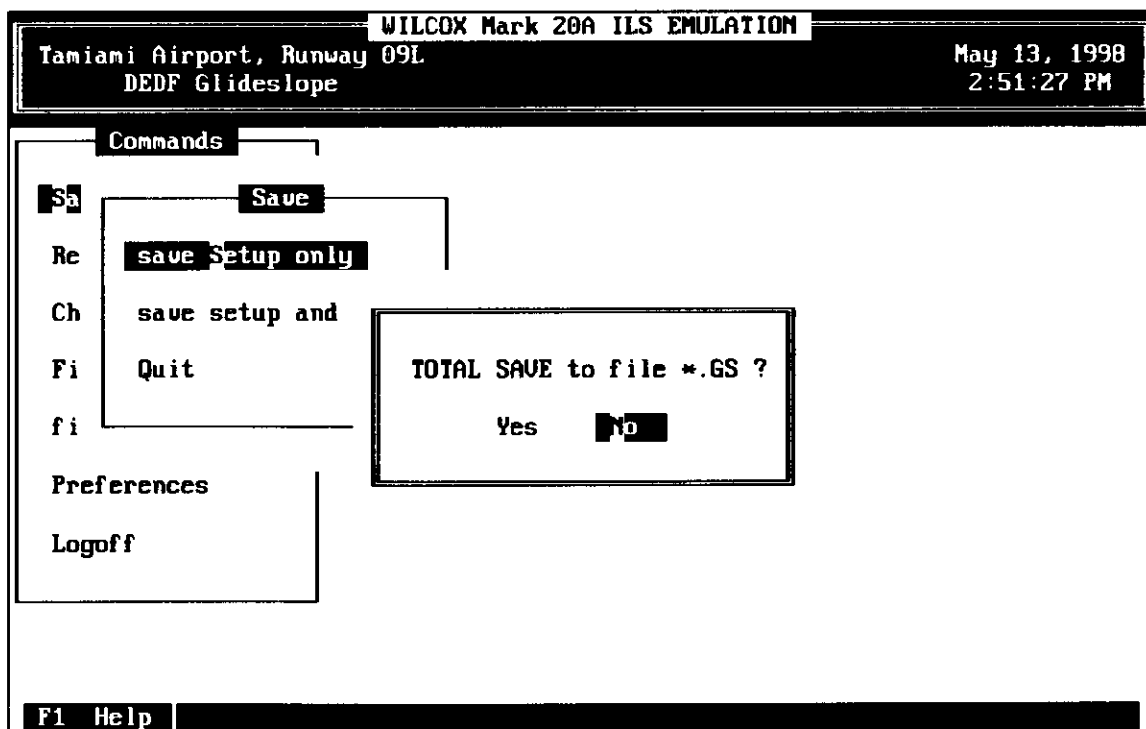 WILCOX Mark 20A ILS EMULATION
Tamiami Airport, Runway 09L
May 13, 1998
DEDF Glideslope
2:51:27 PM
Commands
Sa
Save
Re
save Setup only
Ch
save setup and
Fi
Quit
TOTAL SAVE to file *.GS ?
fi
Yes No
Preferences
Logoff
F1 Help